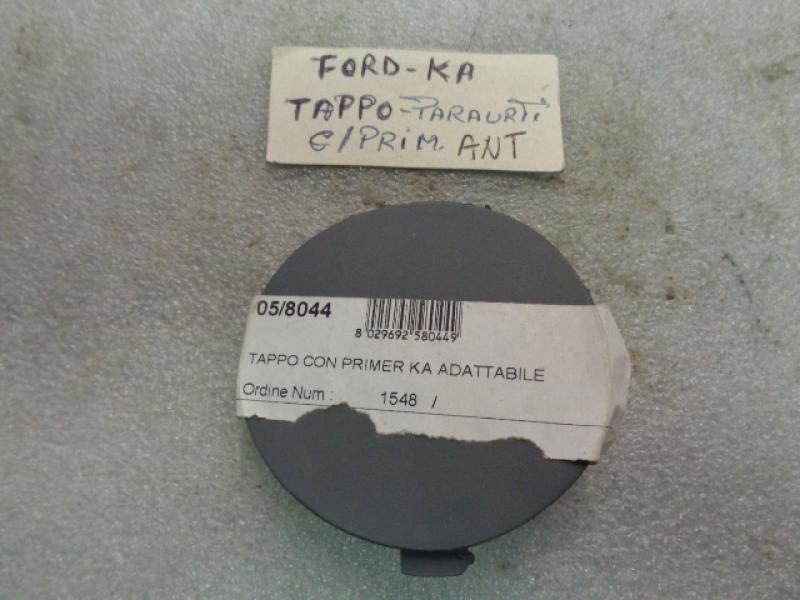 FORD-KA
TAPPO-PARAURTI
C/PRIM. ANT
05/8044
8 029692 580449
TAPPO CON PRIMER KA ADATTABILE
Ordine Num : 1548 /